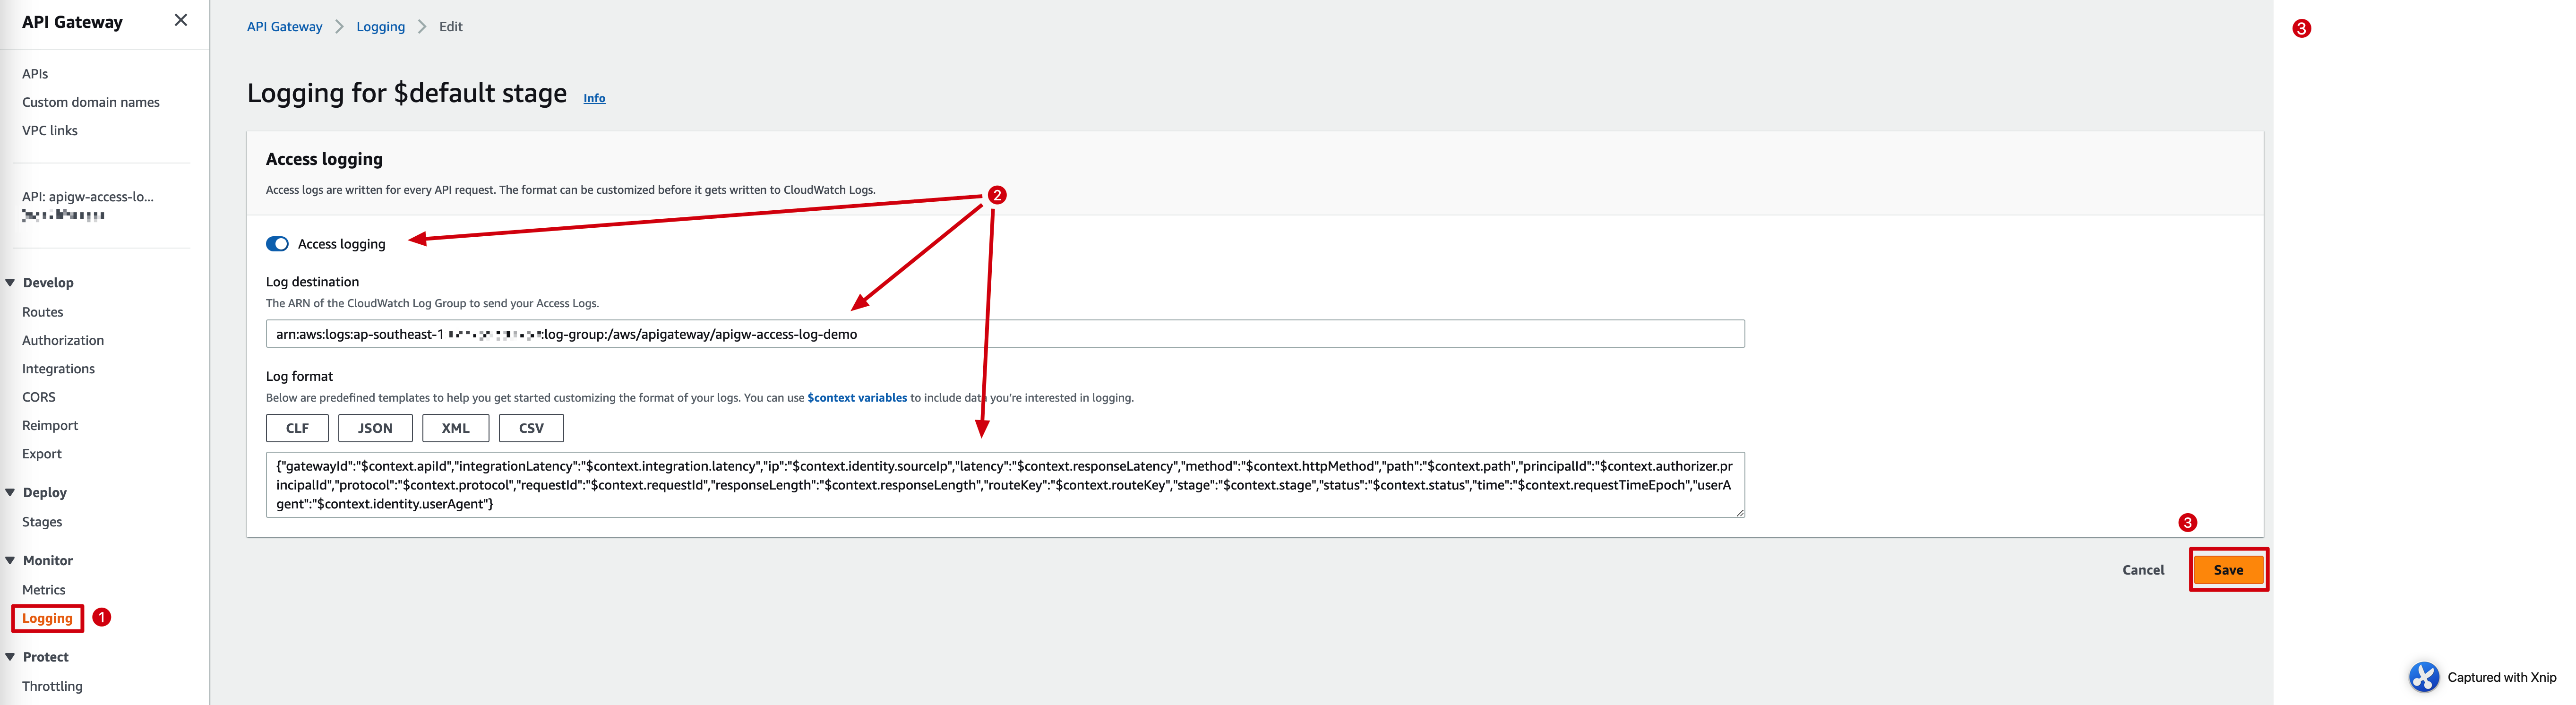 API Gateway
APIs
Custom domain names
VPC links
API: apigw-access-lo...
Develop
Routes
Authorization
Integrations
CORS
Reimport
Export
Deploy
Stages
Monitor
Metrics
Logging
1
Protect
Throttling
API Gateway > Logging > Edit
3
Logging for $default stage Info
Access logging
Access logs are written for every API request. The format can be customized before it gets written to CloudWatch Logs.
2
Access logging
Log destination
The ARN of the CloudWatch Log Group to send your Access Logs.
arn:aws:logs:ap-southeast-1 :log-group:/aws/apigateway/apigw-access-log-demo
Log format
Below are predefined templates to help you get started customizing the format of your logs. You can use $context variables to include data you're interested in logging.
CLF JSON XML CSV
{"gatewayId":"$context.apiId","integrationLatency":"$context.integration.latency","ip":"$context.identity.sourceIp","latency":"$context.responseLatency","method":"$context.httpMethod","path":"$context.path","principalId":"$context.authorizer.pr
incipalId","protocol":"$context.protocol","requestId":"$context.requestId","responseLength":"$context.responseLength","routeKey":"$context.routeKey","stage":"$context.stage","status":"$context.status","time":"$context.requestTimeEpoch","userA
gent":"$context.identity.userAgent"}
3
Cancel Save
Captured with Xnip